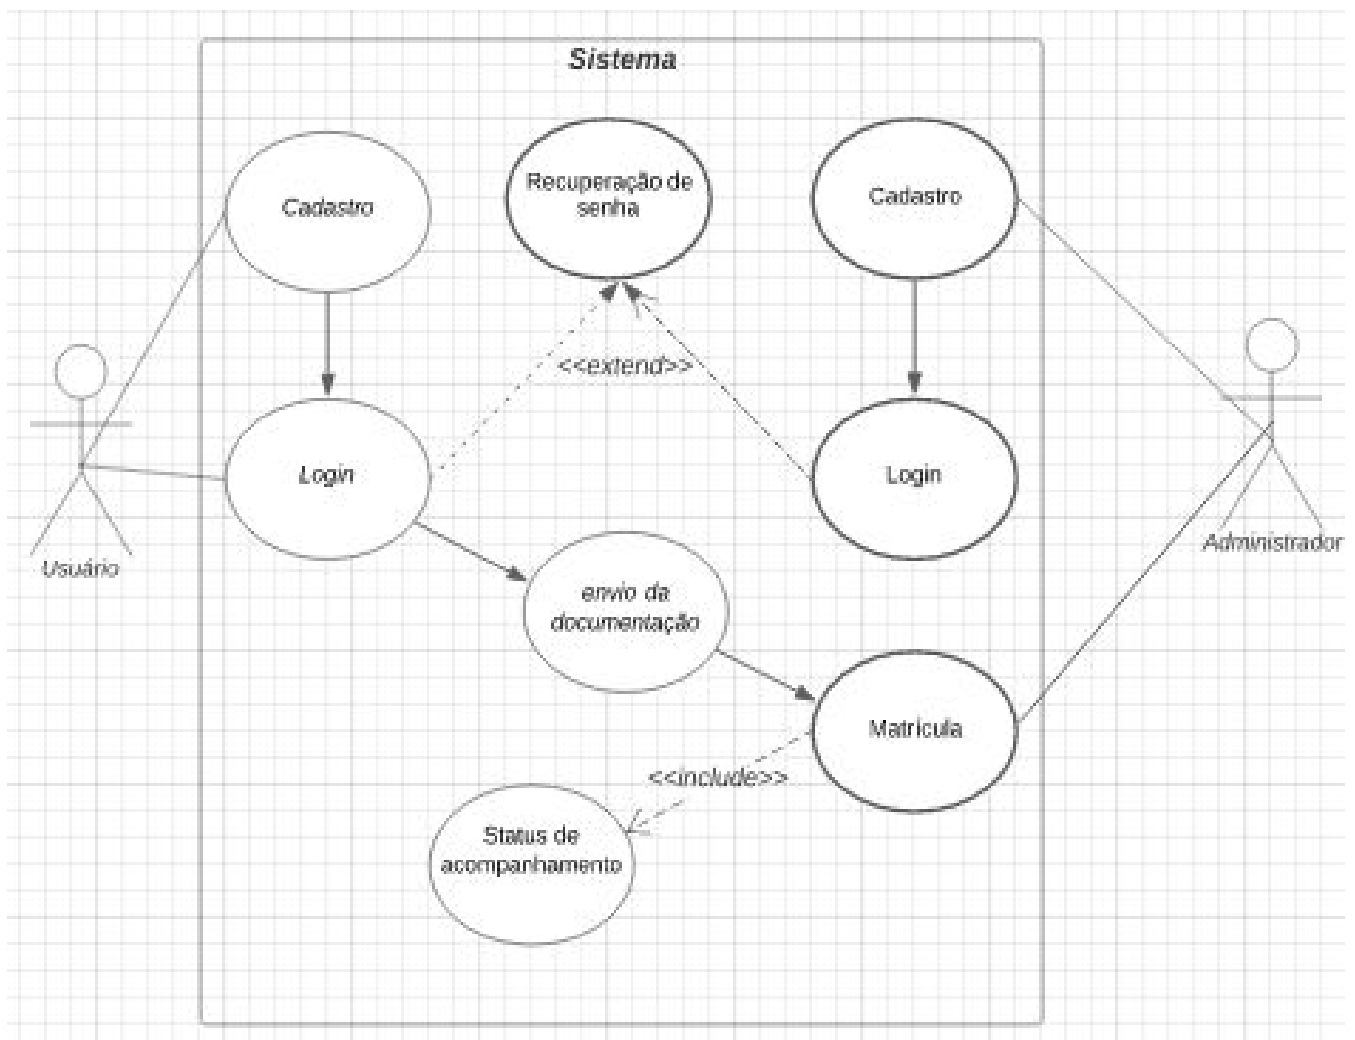 Sistema
Cadastro
Recuperação de
senha
Cadastro
<<extend>>
Login
Login
Usuário
Administrador
envio da
documentação
Matrícula
<<include>>
Status de
acompanhamento